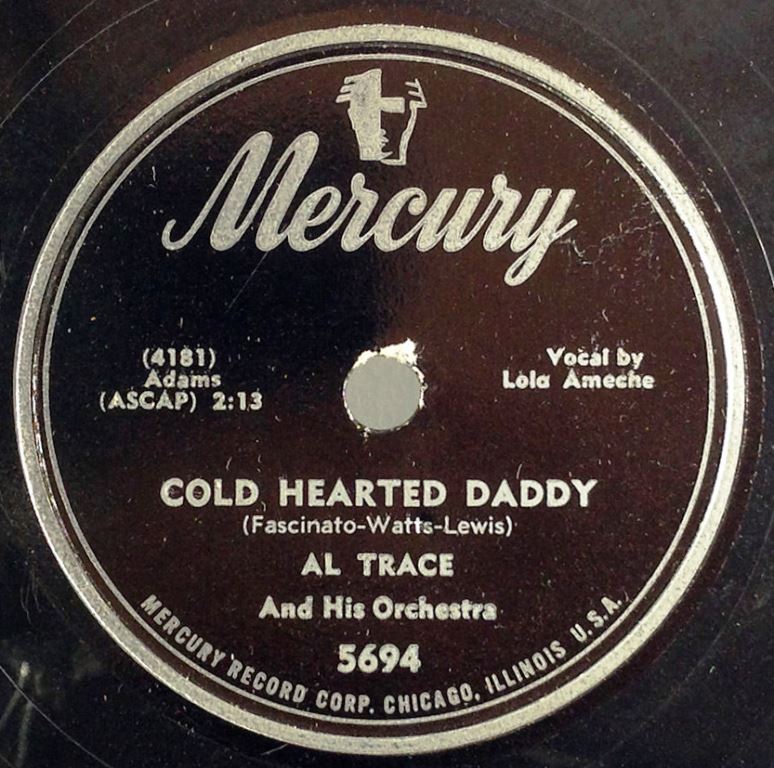 Mercury
(4181)
Adams
(ASCAP) 2:13
Vocal by
Lola Ameche
COLD HEARTED DADDY
(Fascinato-Watts-Lewis)
AL TRACE
And His Orchestra
5694
MERCURY RECORD CORP. CHICAGO, ILLINOIS U.S.A.